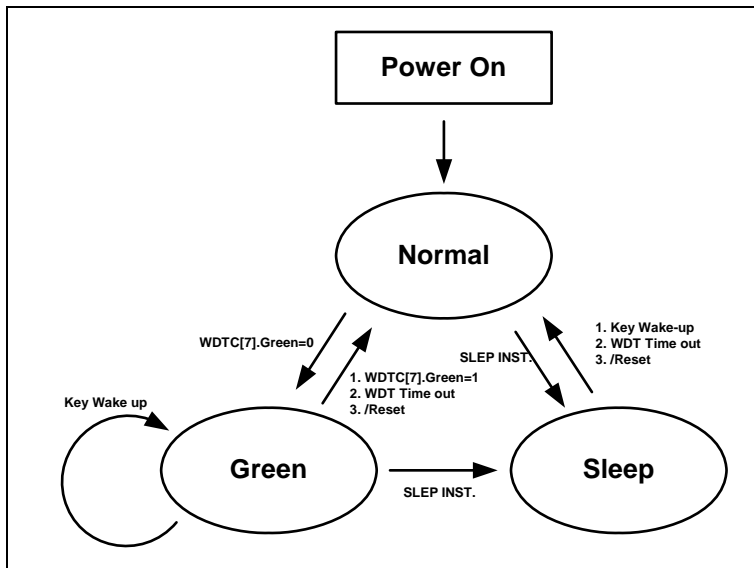 Power On
Normal
WDTC[7].Green=0
1. WDTC[7].Green=1
2. WDT Time out
3. /Reset
SLEP INST.
1. Key Wake-up
2. WDT Time out
3. /Reset
Key Wake up
Green
SLEP INST.
Sleep